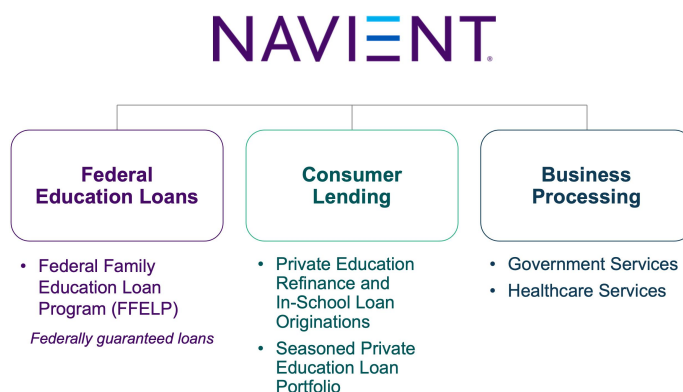 NAVIENT®
Federal
Education Loans
Consumer
Lending
Business
Processing
• Federal Family
Education Loan
Program (FFELP)
Federally guaranteed loans
• Private Education
Refinance and
In-School Loan
Originations
• Seasoned Private
Education Loan
Portfolio
• Government Services
• Healthcare Services